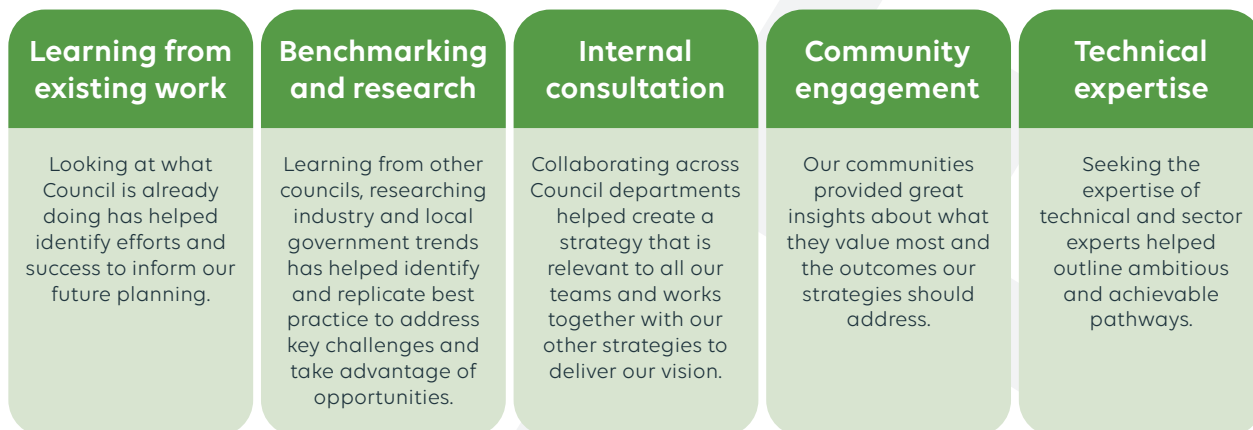 Learning from
existing work
Looking at what
Council is already
doing has helped
identify efforts and
success to inform our
future planning.
Benchmarking
and research
Learning from other
councils, researching
industry and local
government trends
has helped identify
and replicate best
practice to address
key challenges and
take advantage of
opportunities.
Internal
consultation
Collaborating across
Council departments
helped create a
strategy that is
relevant to all our
teams and works
together with our
other strategies to
deliver our vision.
Community
engagement
Our communities
provided great
insights about what
they value most and
the outcomes our
strategies should
address.
Technical
expertise
Seeking the
expertise of
technical and sector
experts helped
outline ambitious
and achievable
pathways.